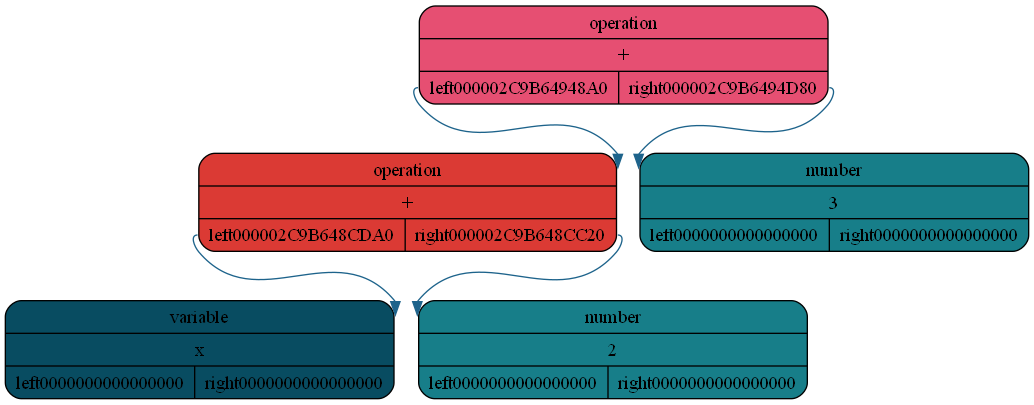 operation
+
left000002C9B64948A0 right000002C9B6494D80
operation
+
left000002C9B648CDA0 right000002C9B648CC20
number
3
left0000000000000000 right0000000000000000
variable
x
left0000000000000000 right0000000000000000
number
2
left0000000000000000 right0000000000000000